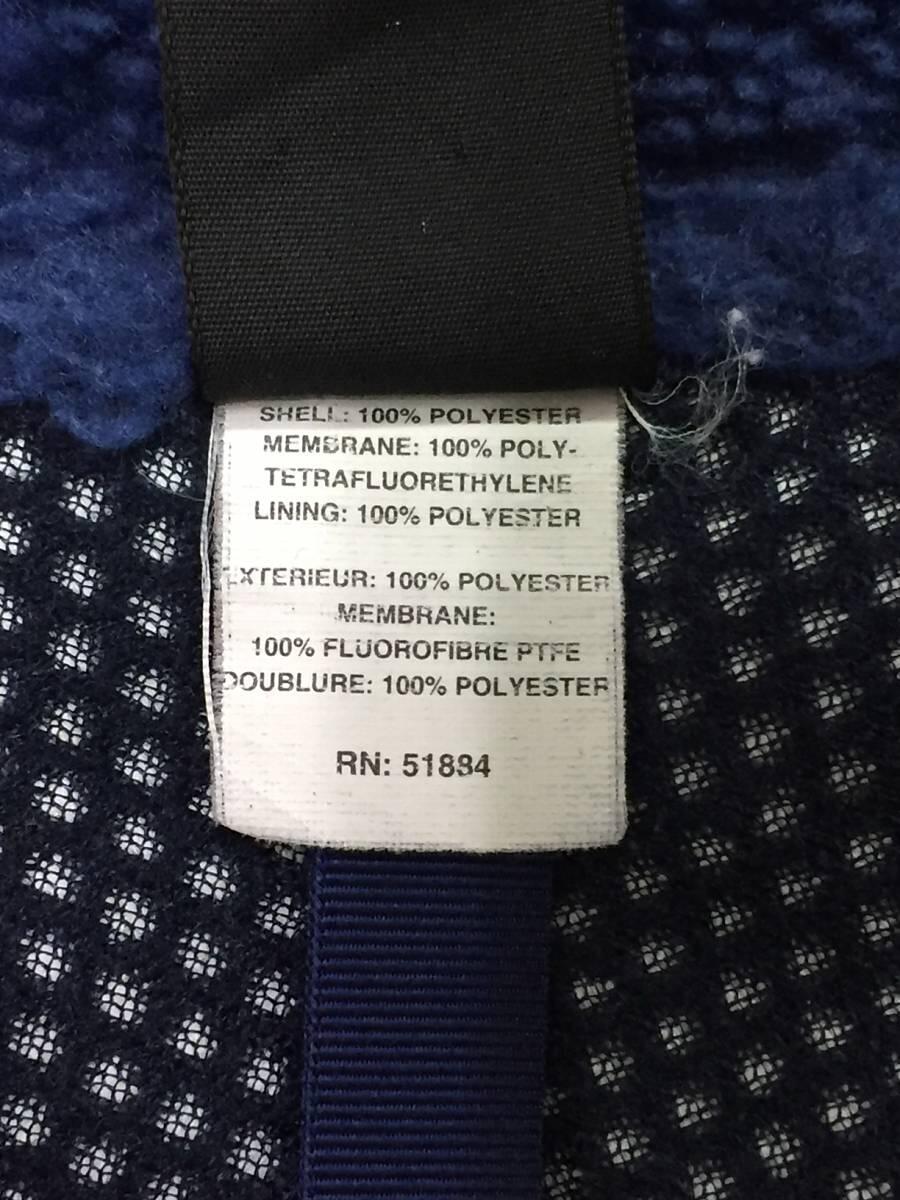 SHELL: 100% POLYESTER
MEMBRANE: 100% POLY-
TETRAFLUORETHYLENE
LINING: 100% POLYESTER
EXTERIEUR: 100% POLYESTER
MEMBRANE:
100% FLUOROFIBRE PTFE
DOUBLURE: 100% POLYESTER
RN: 51884